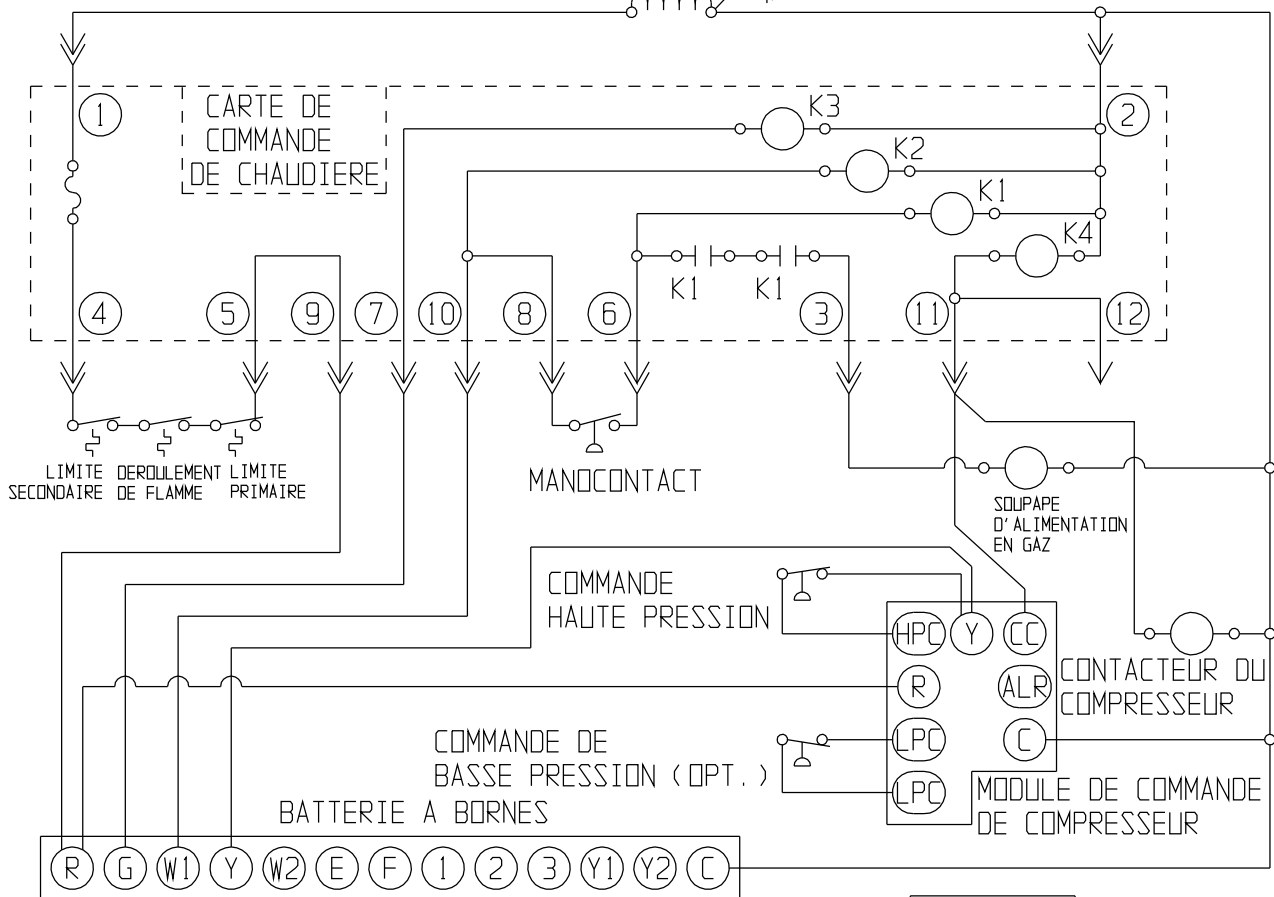 1
CARTE DE
COMMANDE
DE CHAUDIERE
K3
2
K2
K1
K4
K1
K1
4
5
9
7
10
8
6
3
11
12
LIMITE
SECONDAIRE
DEROULEMENT
DE FLAMME
LIMITE
PRIMAIRE
MANOCONTACT
SOUPAPE
D'ALIMENTATION
EN GAZ
COMMANDE
HAUTE PRESSION
HPC
Y
CC
R
ALR
CONTACTEUR DU
COMPRESSEUR
LPC
C
COMMANDE DE
BASSE PRESSION (OPT.)
LPC
MODULE DE COMMANDE
DE COMPRESSEUR
BATTERIE A BORNES
R
G
W1
Y
W2
E
F
1
2
3
Y1
Y2
C